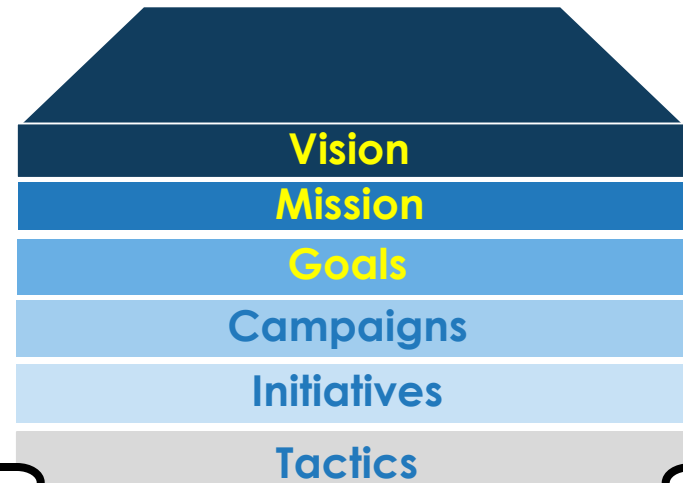 Vision
Mission
Goals
Campaigns
Initiatives
Tactics